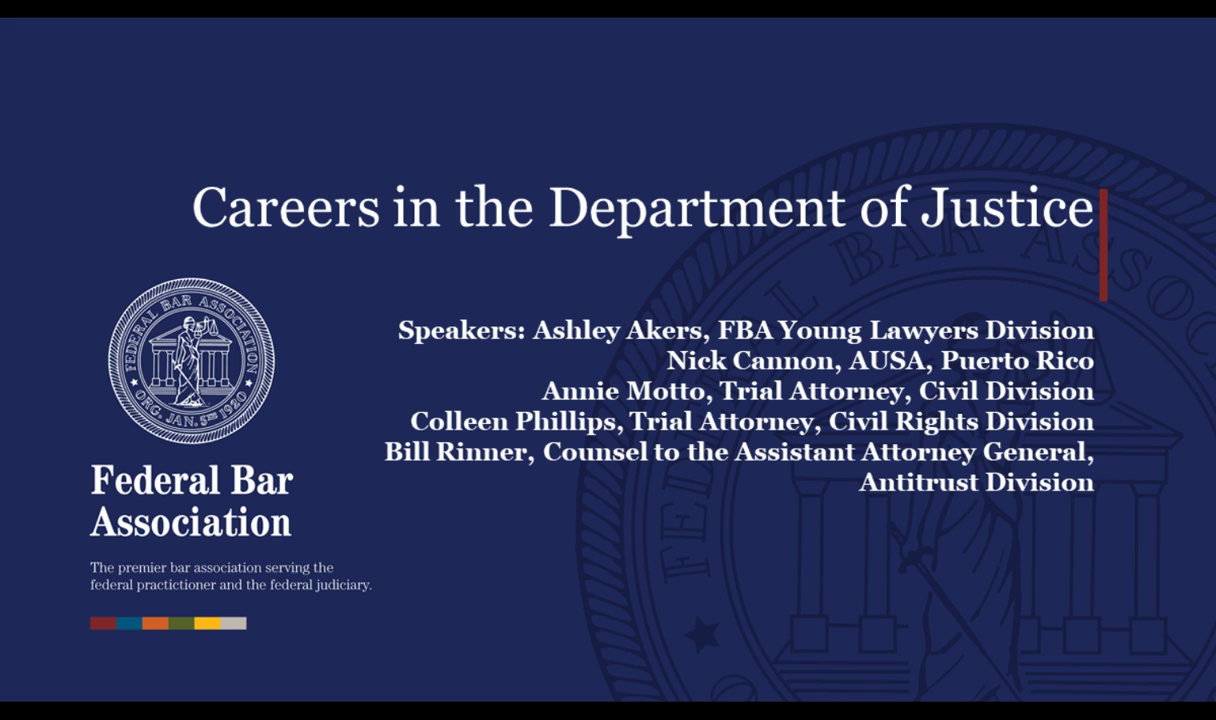 Careers in the Department of Justice
Speakers: Ashley Akers, FBA Young Lawyers Division
Nick Cannon, AUSA, Puerto Rico
Annie Motto, Trial Attorney, Civil Division
Colleen Phillips, Trial Attorney, Civil Rights Division
Bill Rinner, Counsel to the Assistant Attorney General,
Antitrust Division
FEDERAL BAR ASSOCIATION
ORG. JAN. 5TH 1920
Federal Bar
Association
The premier bar association serving the
federal practictioner and the federal judiciary.
FEDERAL BAR ASSOC